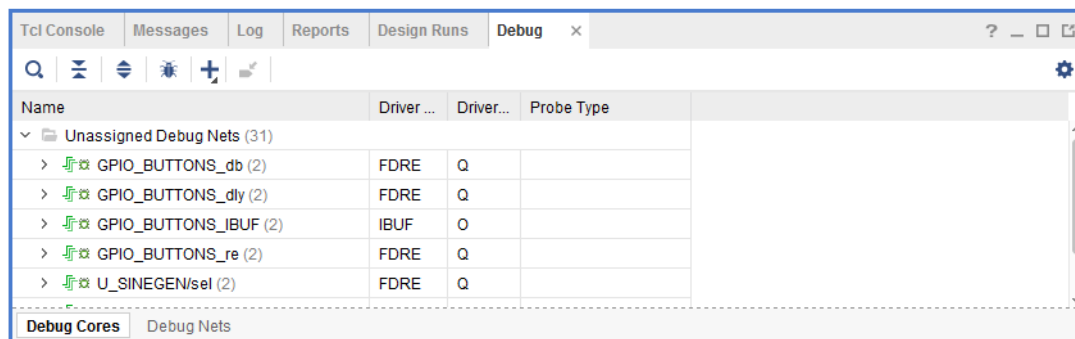 Tcl Console Messages Log Reports Design Runs Debug × ?
Name Driver ... Driver... Probe Type
Unassigned Debug Nets (31)
GPIO_BUTTONS_db (2) FDRE Q
GPIO_BUTTONS_dly (2) FDRE Q
GPIO_BUTTONS_IBUF (2) IBUF O
GPIO_BUTTONS_re (2) FDRE Q
U_SINEGEN/sel (2) FDRE Q
Debug Cores Debug Nets